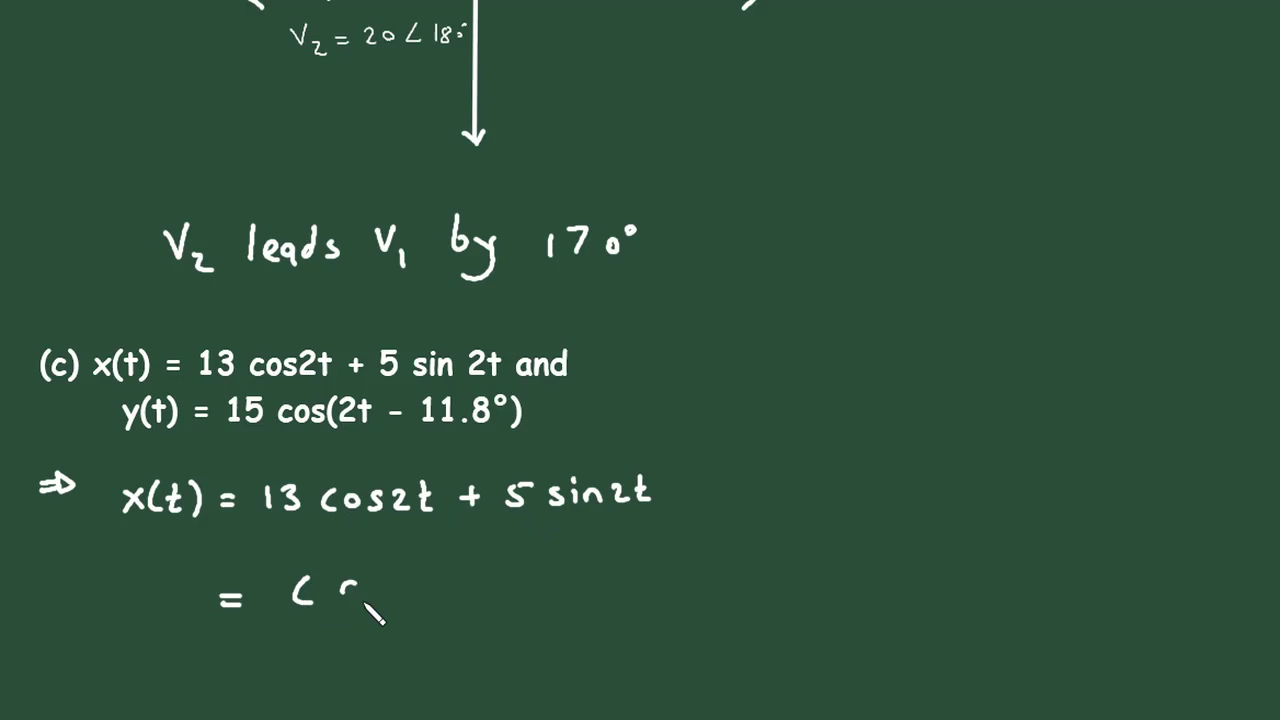 V₂ = 20 ∠ 180°
V₂ leads V₁ by 170°
(c) x(t) = 13 cos2t + 5 sin 2t and
y(t) = 15 cos(2t - 11.8°)
⇒ x(t) = 13 cos2t + 5 sin2t
= C